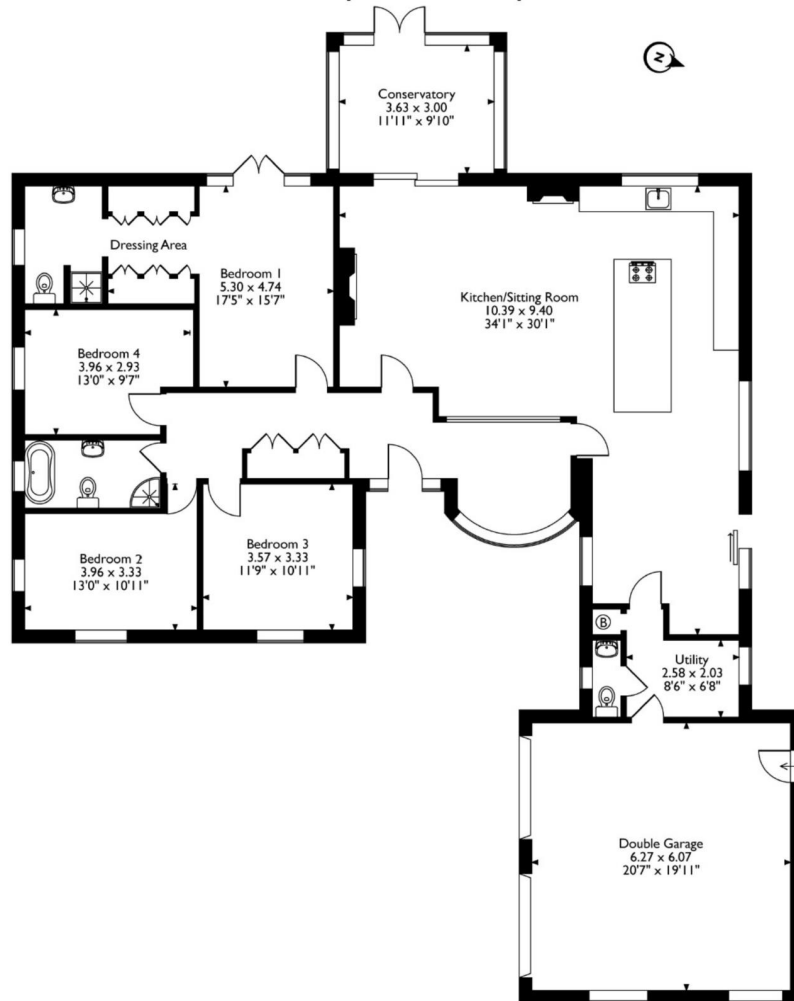 N
Conservatory
3.63 x 3.00
11'11" x 9'10"
Dressing Area
Bedroom 1
5.30 x 4.74
17'5" x 15'7"
Kitchen/Sitting Room
10.39 x 9.40
34'1" x 30'1"
Bedroom 4
3.96 x 2.93
13'0" x 9'7"
Bedroom 2
3.96 x 3.33
13'0" x 10'11"
Bedroom 3
3.57 x 3.33
11'9" x 10'11"
B
Utility
2.58 x 2.03
8'6" x 6'8"
Double Garage
6.27 x 6.07
20'7" x 19'11"